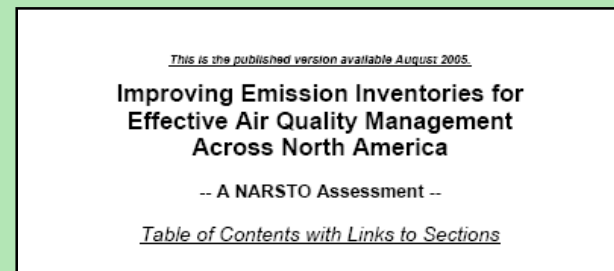 This is the published version available August 2005.
Improving Emission Inventories for
Effective Air Quality Management
Across North America
-- A NARSTO Assessment --
Table of Contents with Links to Sections